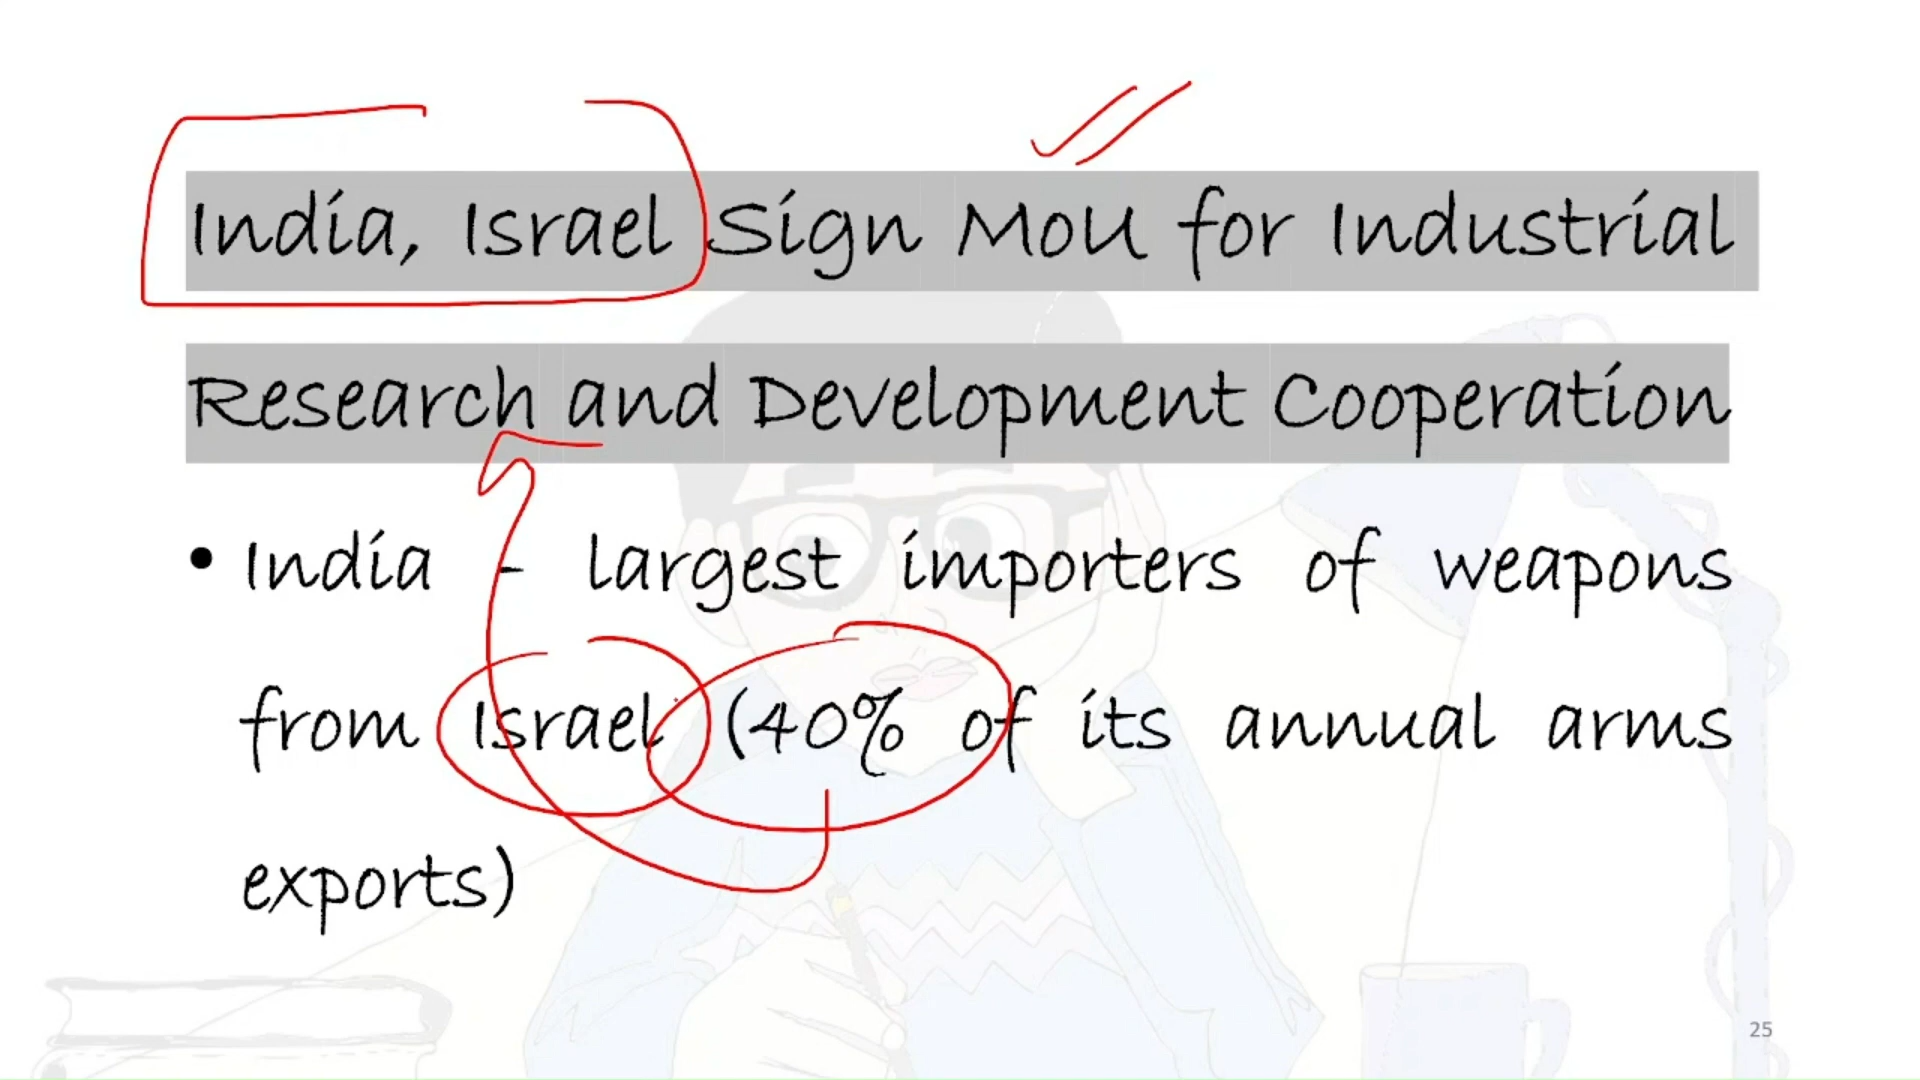 India, Israel Sign MoU for Industrial
Research and Development Cooperation
• India - largest importers of weapons
from Israel (40% of its annual arms
exports)
25